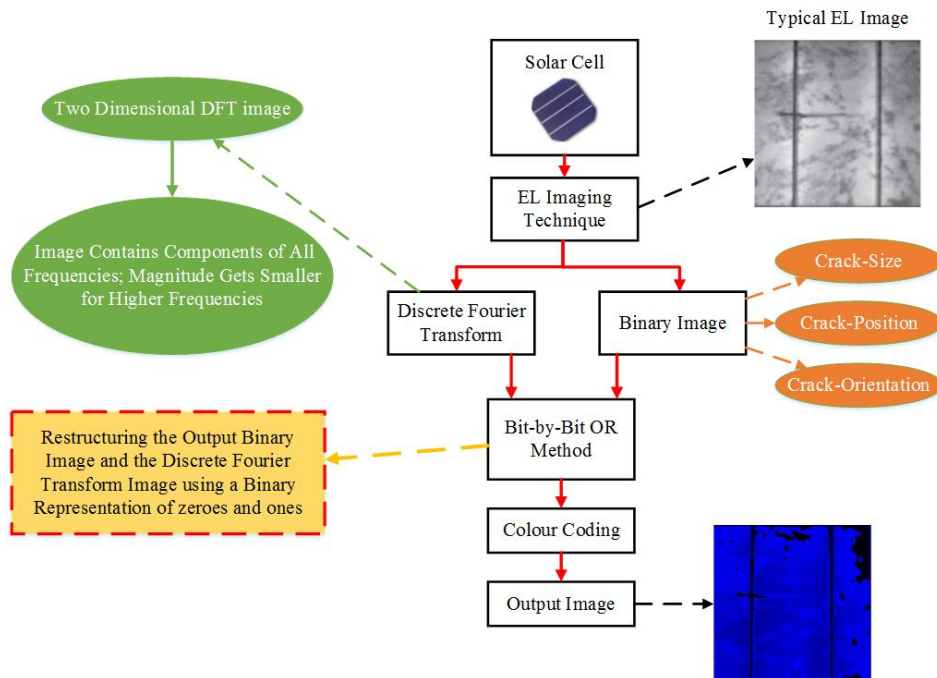 Typical EL Image
Solar Cell
Two Dimensional DFT image
EL Imaging
Technique
Image Contains Components of All
Frequencies; Magnitude Gets Smaller
for Higher Frequencies
Crack-Size
Discrete Fourier
Transform
Binary Image
Crack-Position
Crack-Orientation
Bit-by-Bit OR
Method
Restructuring the Output Binary
Image and the Discrete Fourier
Transform Image using a Binary
Representation of zeroes and ones
Colour Coding
Output Image